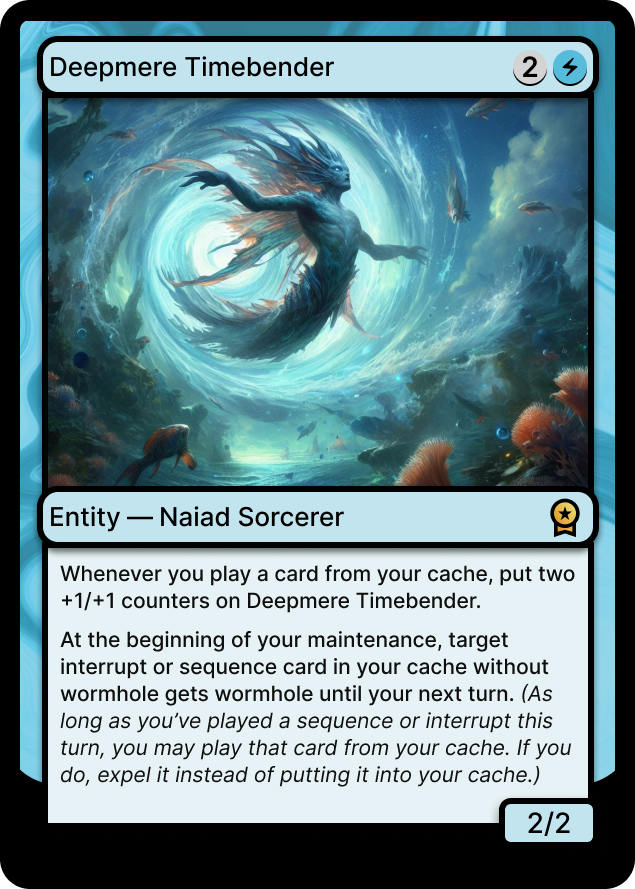 Deepmere Timebender
2
Entity — Naiad Sorcerer
Whenever you play a card from your cache, put two
+1/+1 counters on Deepmere Timebender.
At the beginning of your maintenance, target
interrupt or sequence card in your cache without
wormhole gets wormhole until your next turn. (As
long as you’ve played a sequence or interrupt this
turn, you may play that card from your cache. If you
do, expel it instead of putting it into your cache.)
2/2